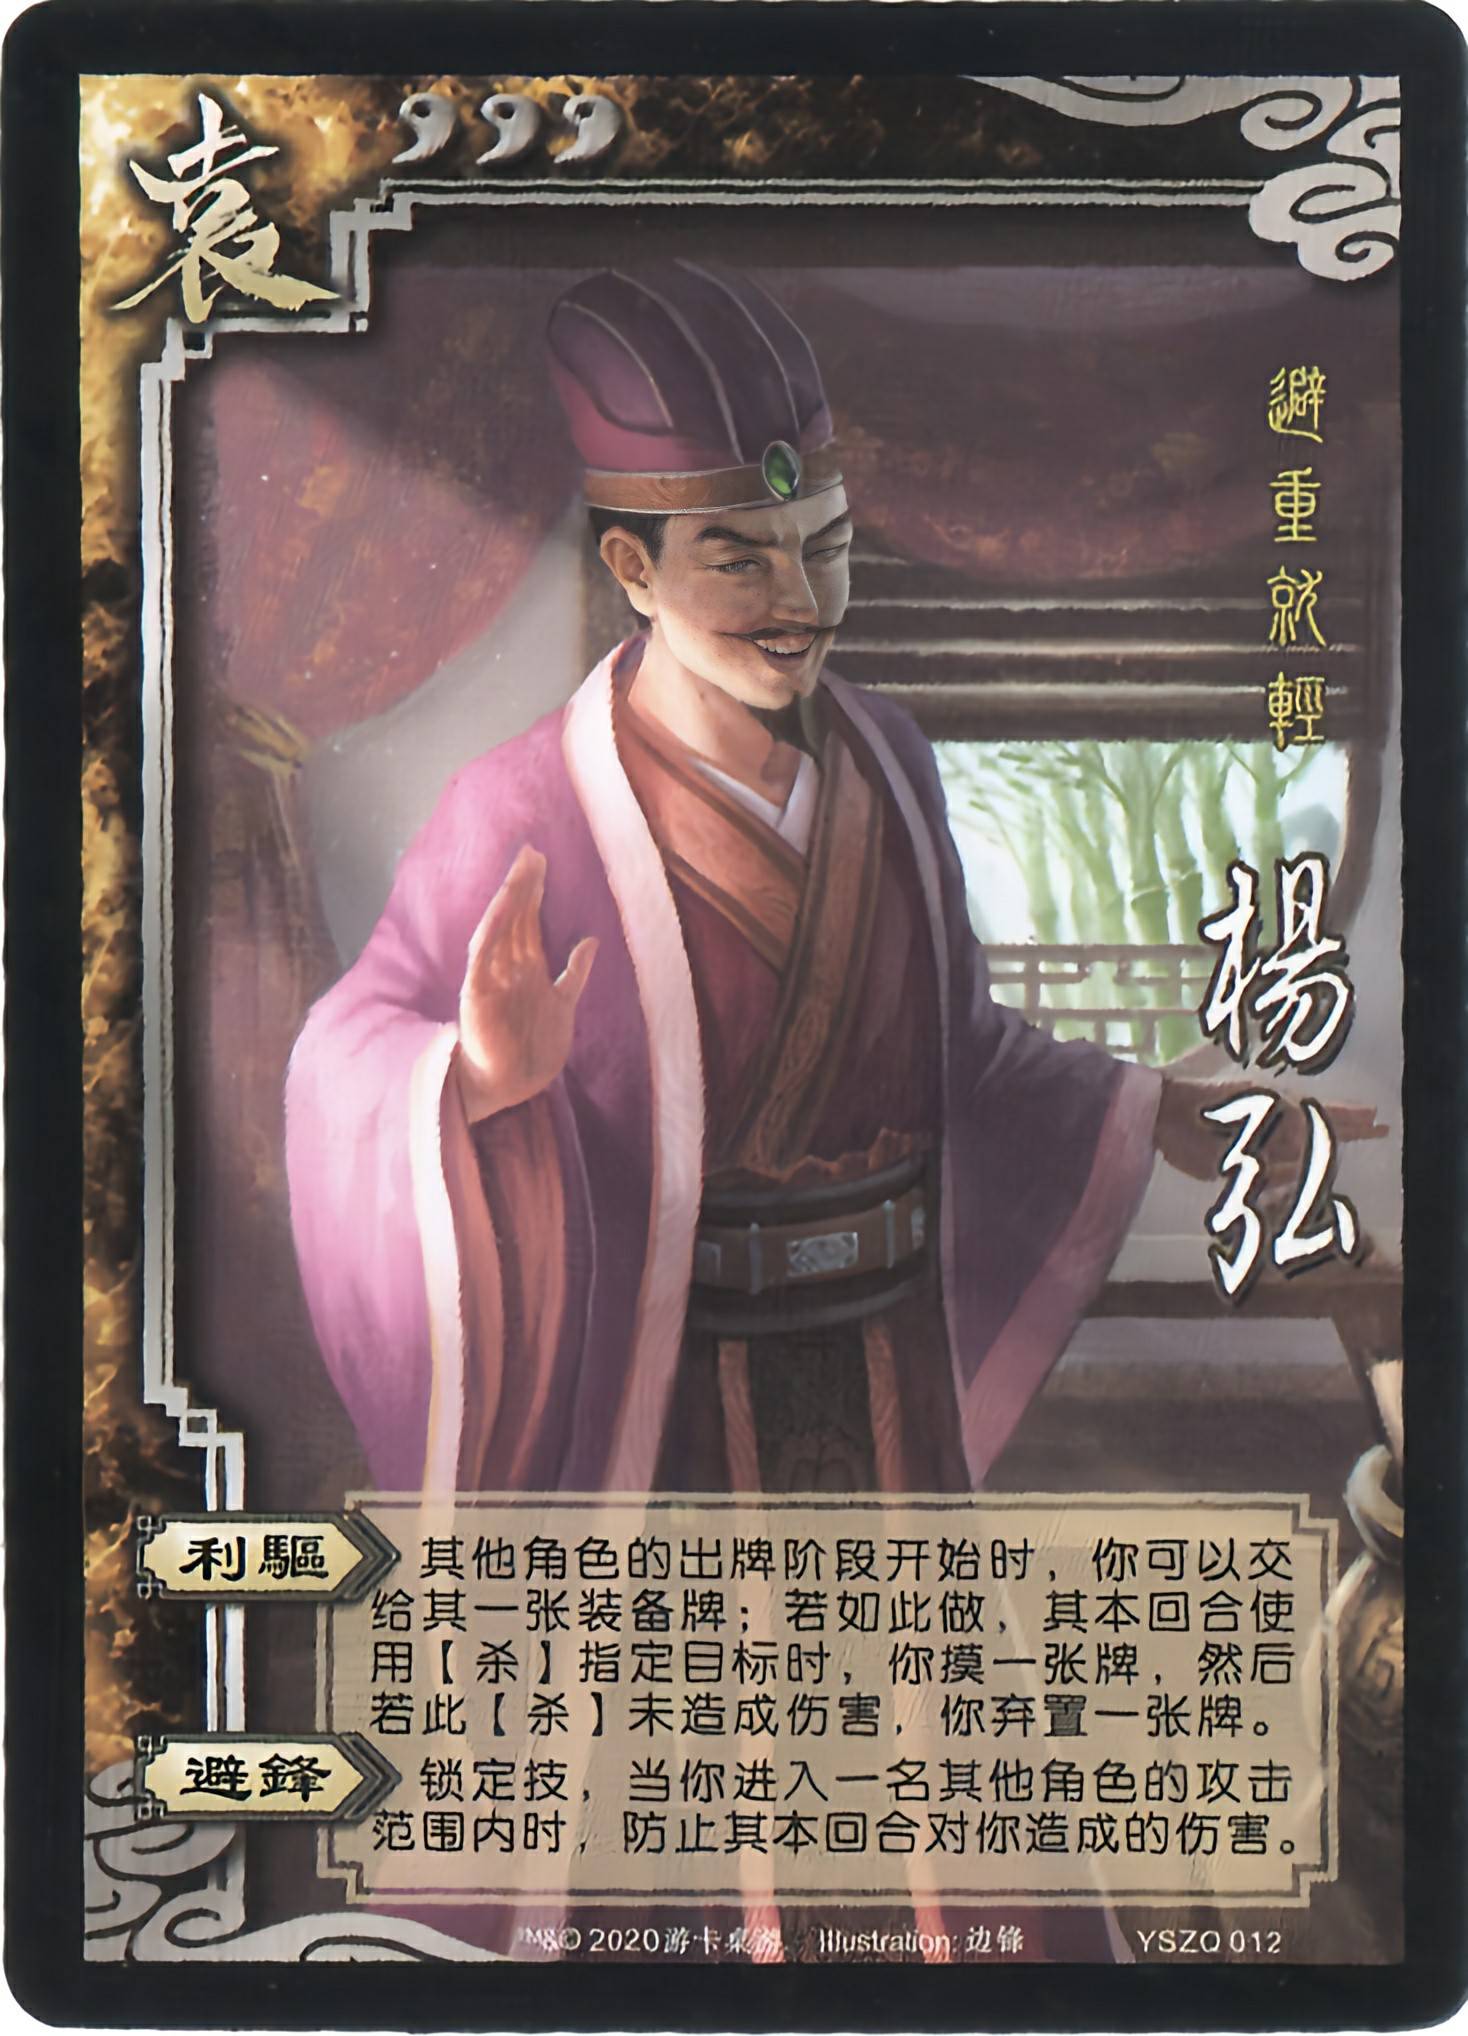 袁
避重就輕
楊弘
利驅
其他角色的出牌阶段开始时，你可以交
给其一张装备牌；若如此做，其本回合使
用【杀】指定目标时，你摸一张牌，然后
若此【杀】未造成伤害，你弃置一张牌。
避鋒
锁定技，当你进入一名其他角色的攻击
范围内时，防止其本回合对你造成的伤害。
™&© 2020游卡桌游. Illustration: 边锋
YSZQ 012